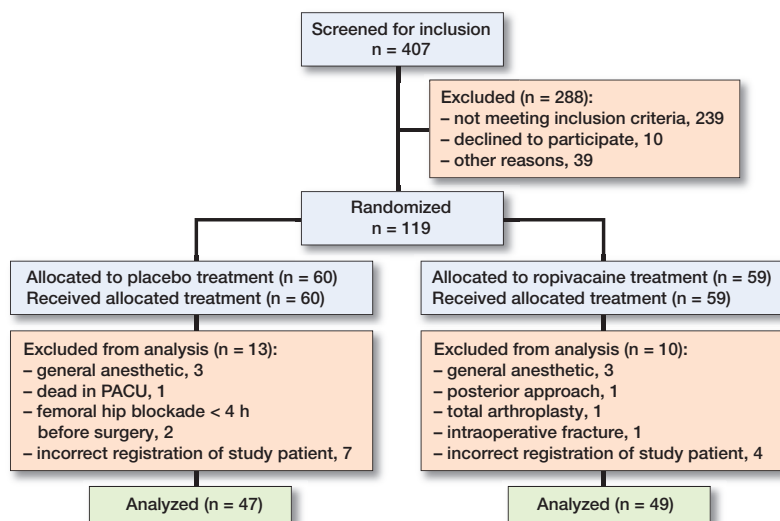 Screened for inclusion
n = 407
Excluded (n = 288):
– not meeting inclusion criteria, 239
– declined to participate, 10
– other reasons, 39
Randomized
n = 119
Allocated to placebo treatment (n = 60)
Received allocated treatment (n = 60)
Allocated to ropivacaine treatment (n = 59)
Received allocated treatment (n = 59)
Excluded from analysis (n = 13):
– general anesthetic, 3
– dead in PACU, 1
– femoral hip blockade < 4 h
before surgery, 2
– incorrect registration of study patient, 7
Excluded from analysis (n = 10):
– general anesthetic, 3
– posterior approach, 1
– total arthroplasty, 1
– intraoperative fracture, 1
– incorrect registration of study patient, 4
Analyzed (n = 47)
Analyzed (n = 49)